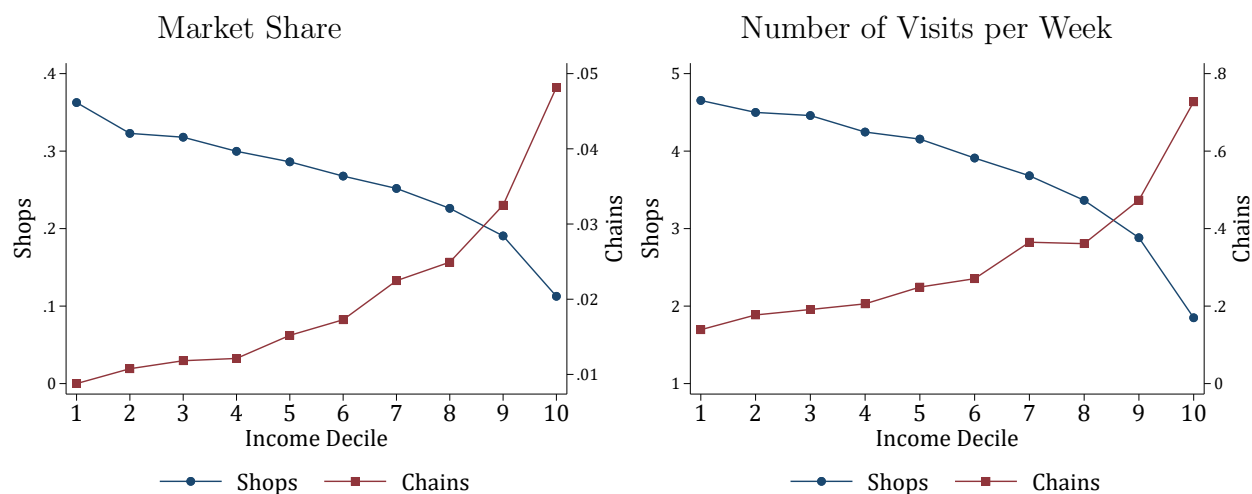 Market Share
.4
.3
.2
.1
0
Shops
.05
.04
.03
.02
.01
Chains
1 2 3 4 5 6 7 8 9 10
Income Decile
Shops Chains
Number of Visits per Week
5
4
3
2
1
Shops
.8
.6
.4
.2
0
Chains
1 2 3 4 5 6 7 8 9 10
Income Decile
Shops Chains